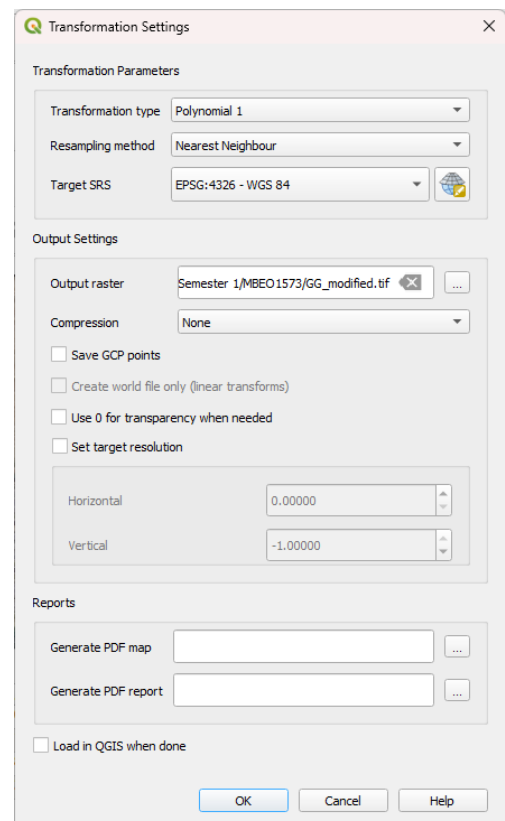 Transformation Settings
Transformation Parameters
Transformation type Polynomial 1
Resampling method Nearest Neighbour
Target SRS EPSG:4326 - WGS 84
Output Settings
Output raster Semester 1/MBEO1573/GG_modified.tif ...
Compression None
Save GCP points
Create world file only (linear transforms)
Use 0 for transparency when needed
Set target resolution
Horizontal 0.00000
Vertical -1.00000
Reports
Generate PDF map ...
Generate PDF report ...
Load in QGIS when done
OK Cancel Help